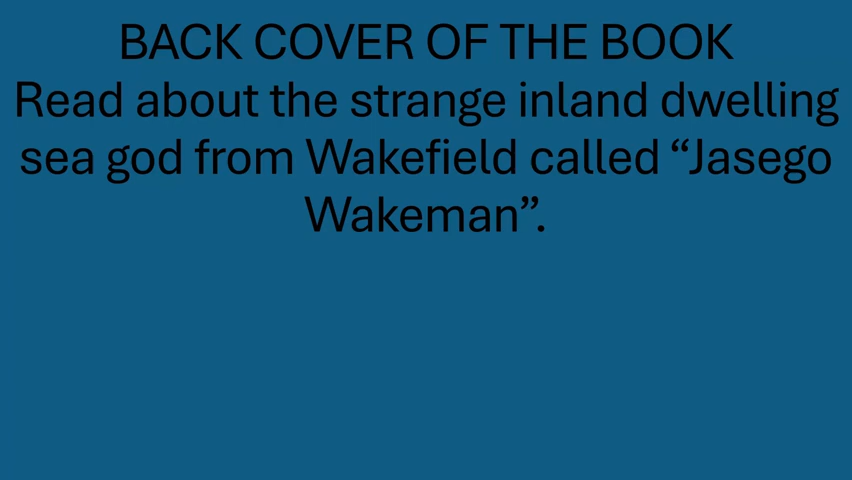 BACK COVER OF THE BOOK
Read about the strange inland dwelling
sea god from Wakefield called “Jasego
Wakeman”.